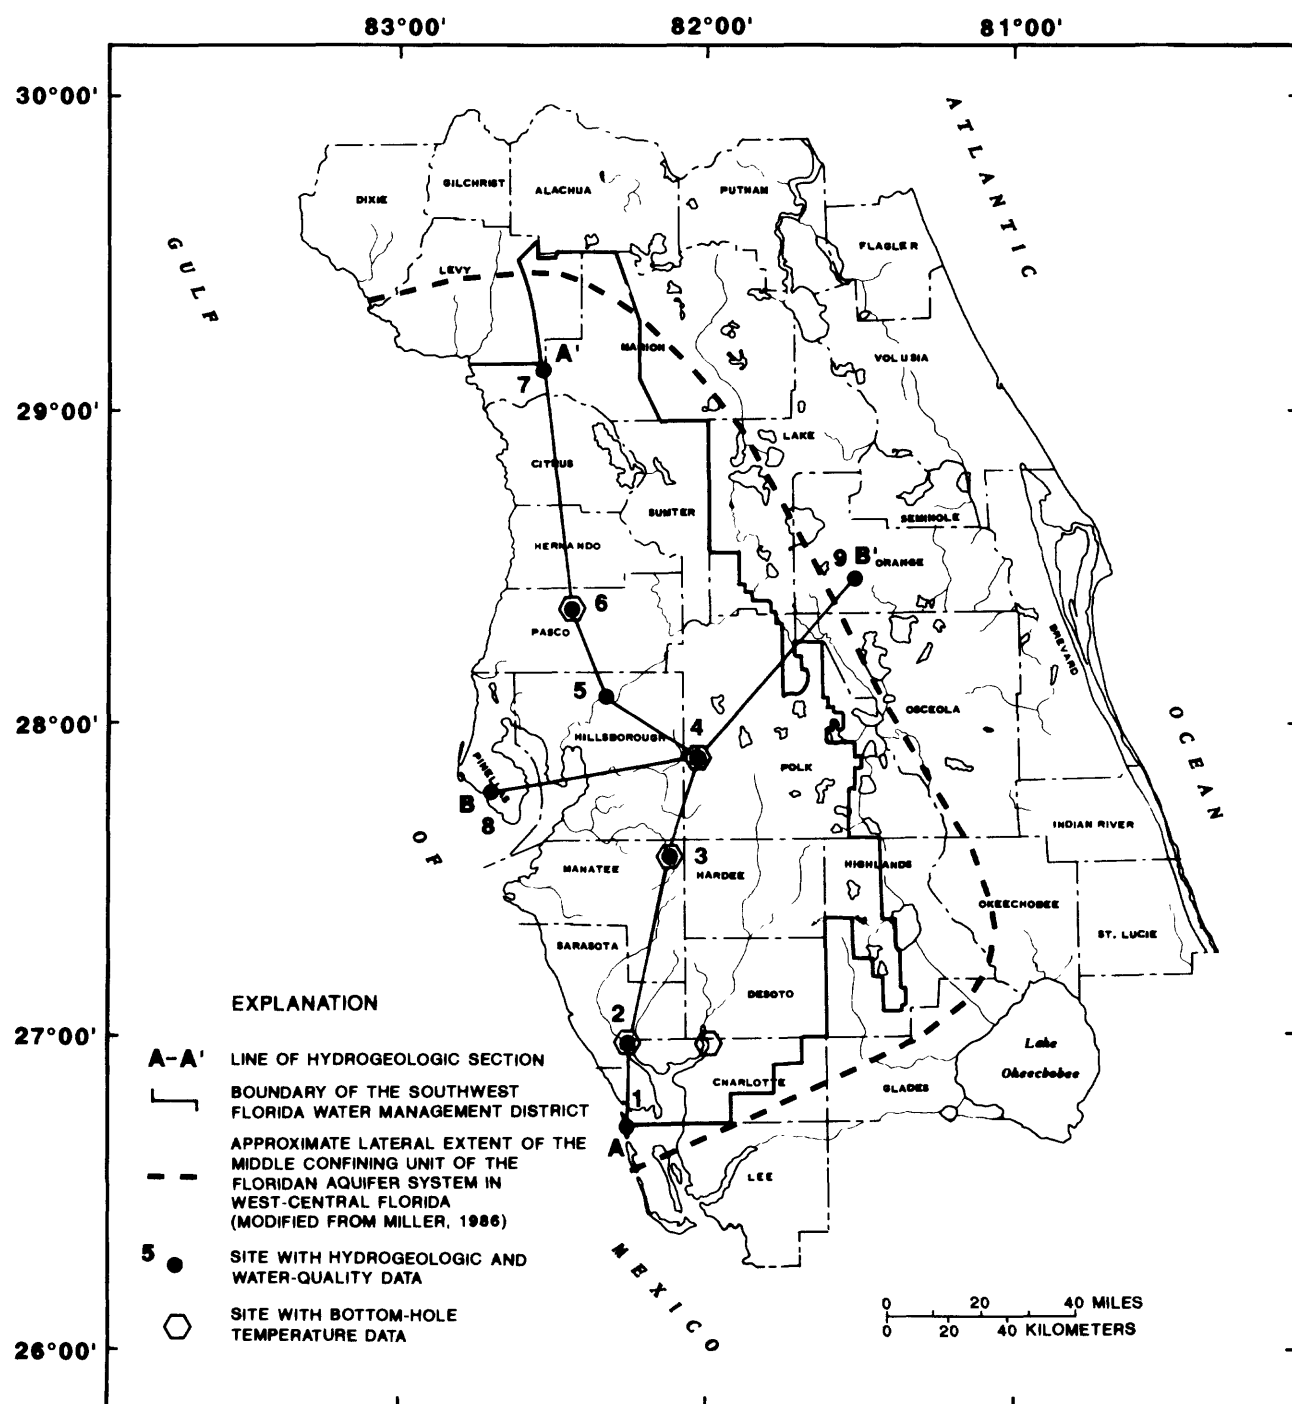 83°00' 82°00' 81°00'
30°00'
ATLANTIC
GILCHRIST
ALACHUA
PUTNAM
DIXIE
GULF
FLAGLER
LEVY
MARION
A'
VOLUSIA
7
29°00'
LAKE
CITRUS
SUMTER
SEMINOLE
HERNANDO
9 B'
ORANGE
6
PASCO
BREVARD
5
OSCEOLA
OCEAN
28°00'
4
HILLSBOROUGH
PINELLAS
POLK
B
8
INDIAN RIVER
OF
3
MANATEE
HARDEE
HIGHLANDS
OKEECHOBEE
SARASOTA
ST. LUCIE
DESOTO
EXPLANATION
2
27°00'
Lake
Okeechobee
A-A' LINE OF HYDROGEOLOGIC SECTION
CHARLOTTE
GLADES
BOUNDARY OF THE SOUTHWEST
FLORIDA WATER MANAGEMENT DISTRICT
1
A
APPROXIMATE LATERAL EXTENT OF THE
MIDDLE CONFINING UNIT OF THE
FLORIDAN AQUIFER SYSTEM IN
WEST-CENTRAL FLORIDA
(MODIFIED FROM MILLER, 1986)
LEE
5 SITE WITH HYDROGEOLOGIC AND
WATER-QUALITY DATA
MEXICO
SITE WITH BOTTOM-HOLE
TEMPERATURE DATA
0 20 40 MILES
0 20 40 KILOMETERS
26°00'